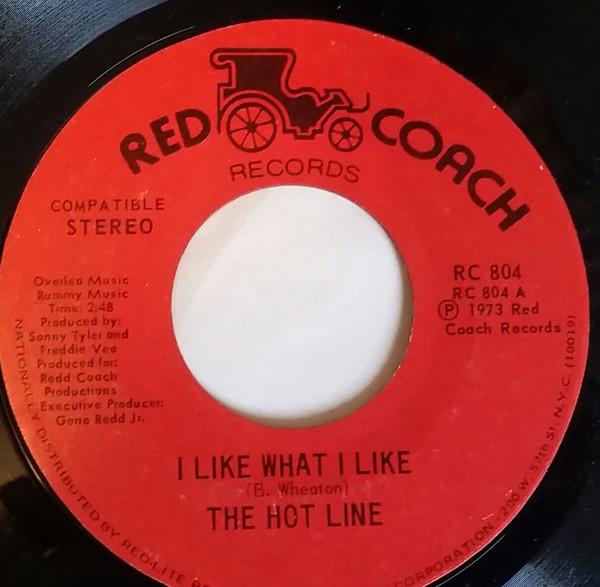 RED COACH
RECORDS
COMPATIBLE
STEREO
Overlea Music
Rummy Music
Time: 2:48
Produced by:
Sonny Tyler and
Freddie Vee
Produced for:
Redd Coach
Productions
Executive Producer:
Gene Redd Jr.
RC 804
RC 804 A
Ⓟ 1973 Red
Coach Records
I LIKE WHAT I LIKE
(B. Wheaton)
THE HOT LINE
NATIONALLY DISTRIBUTED BY RED-LITE
CORPORATION - 200 W. 57th St. N.Y.C. (10019)